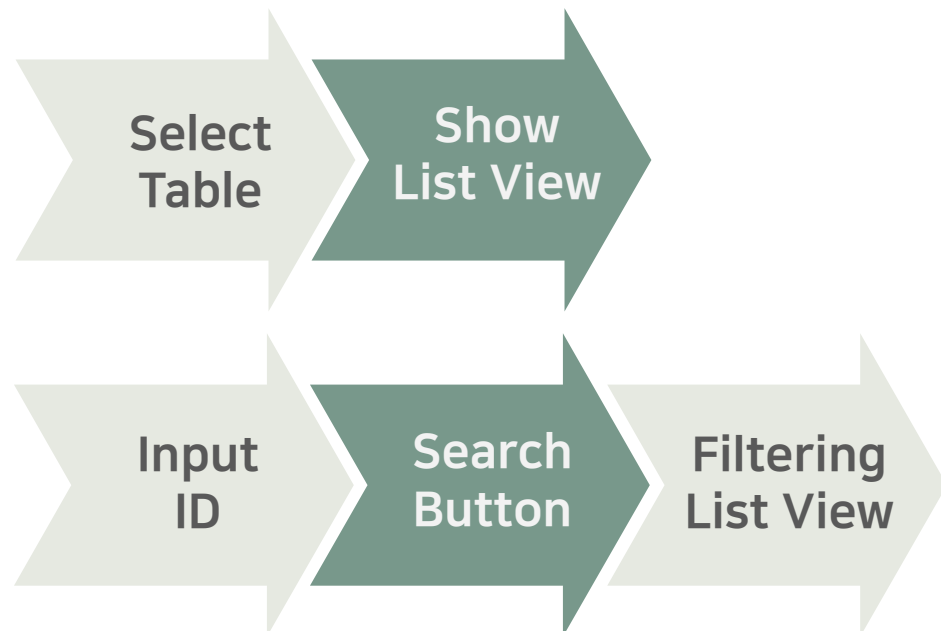 Select
Table
Show
List View
Input
ID
Search
Button
Filtering
List View